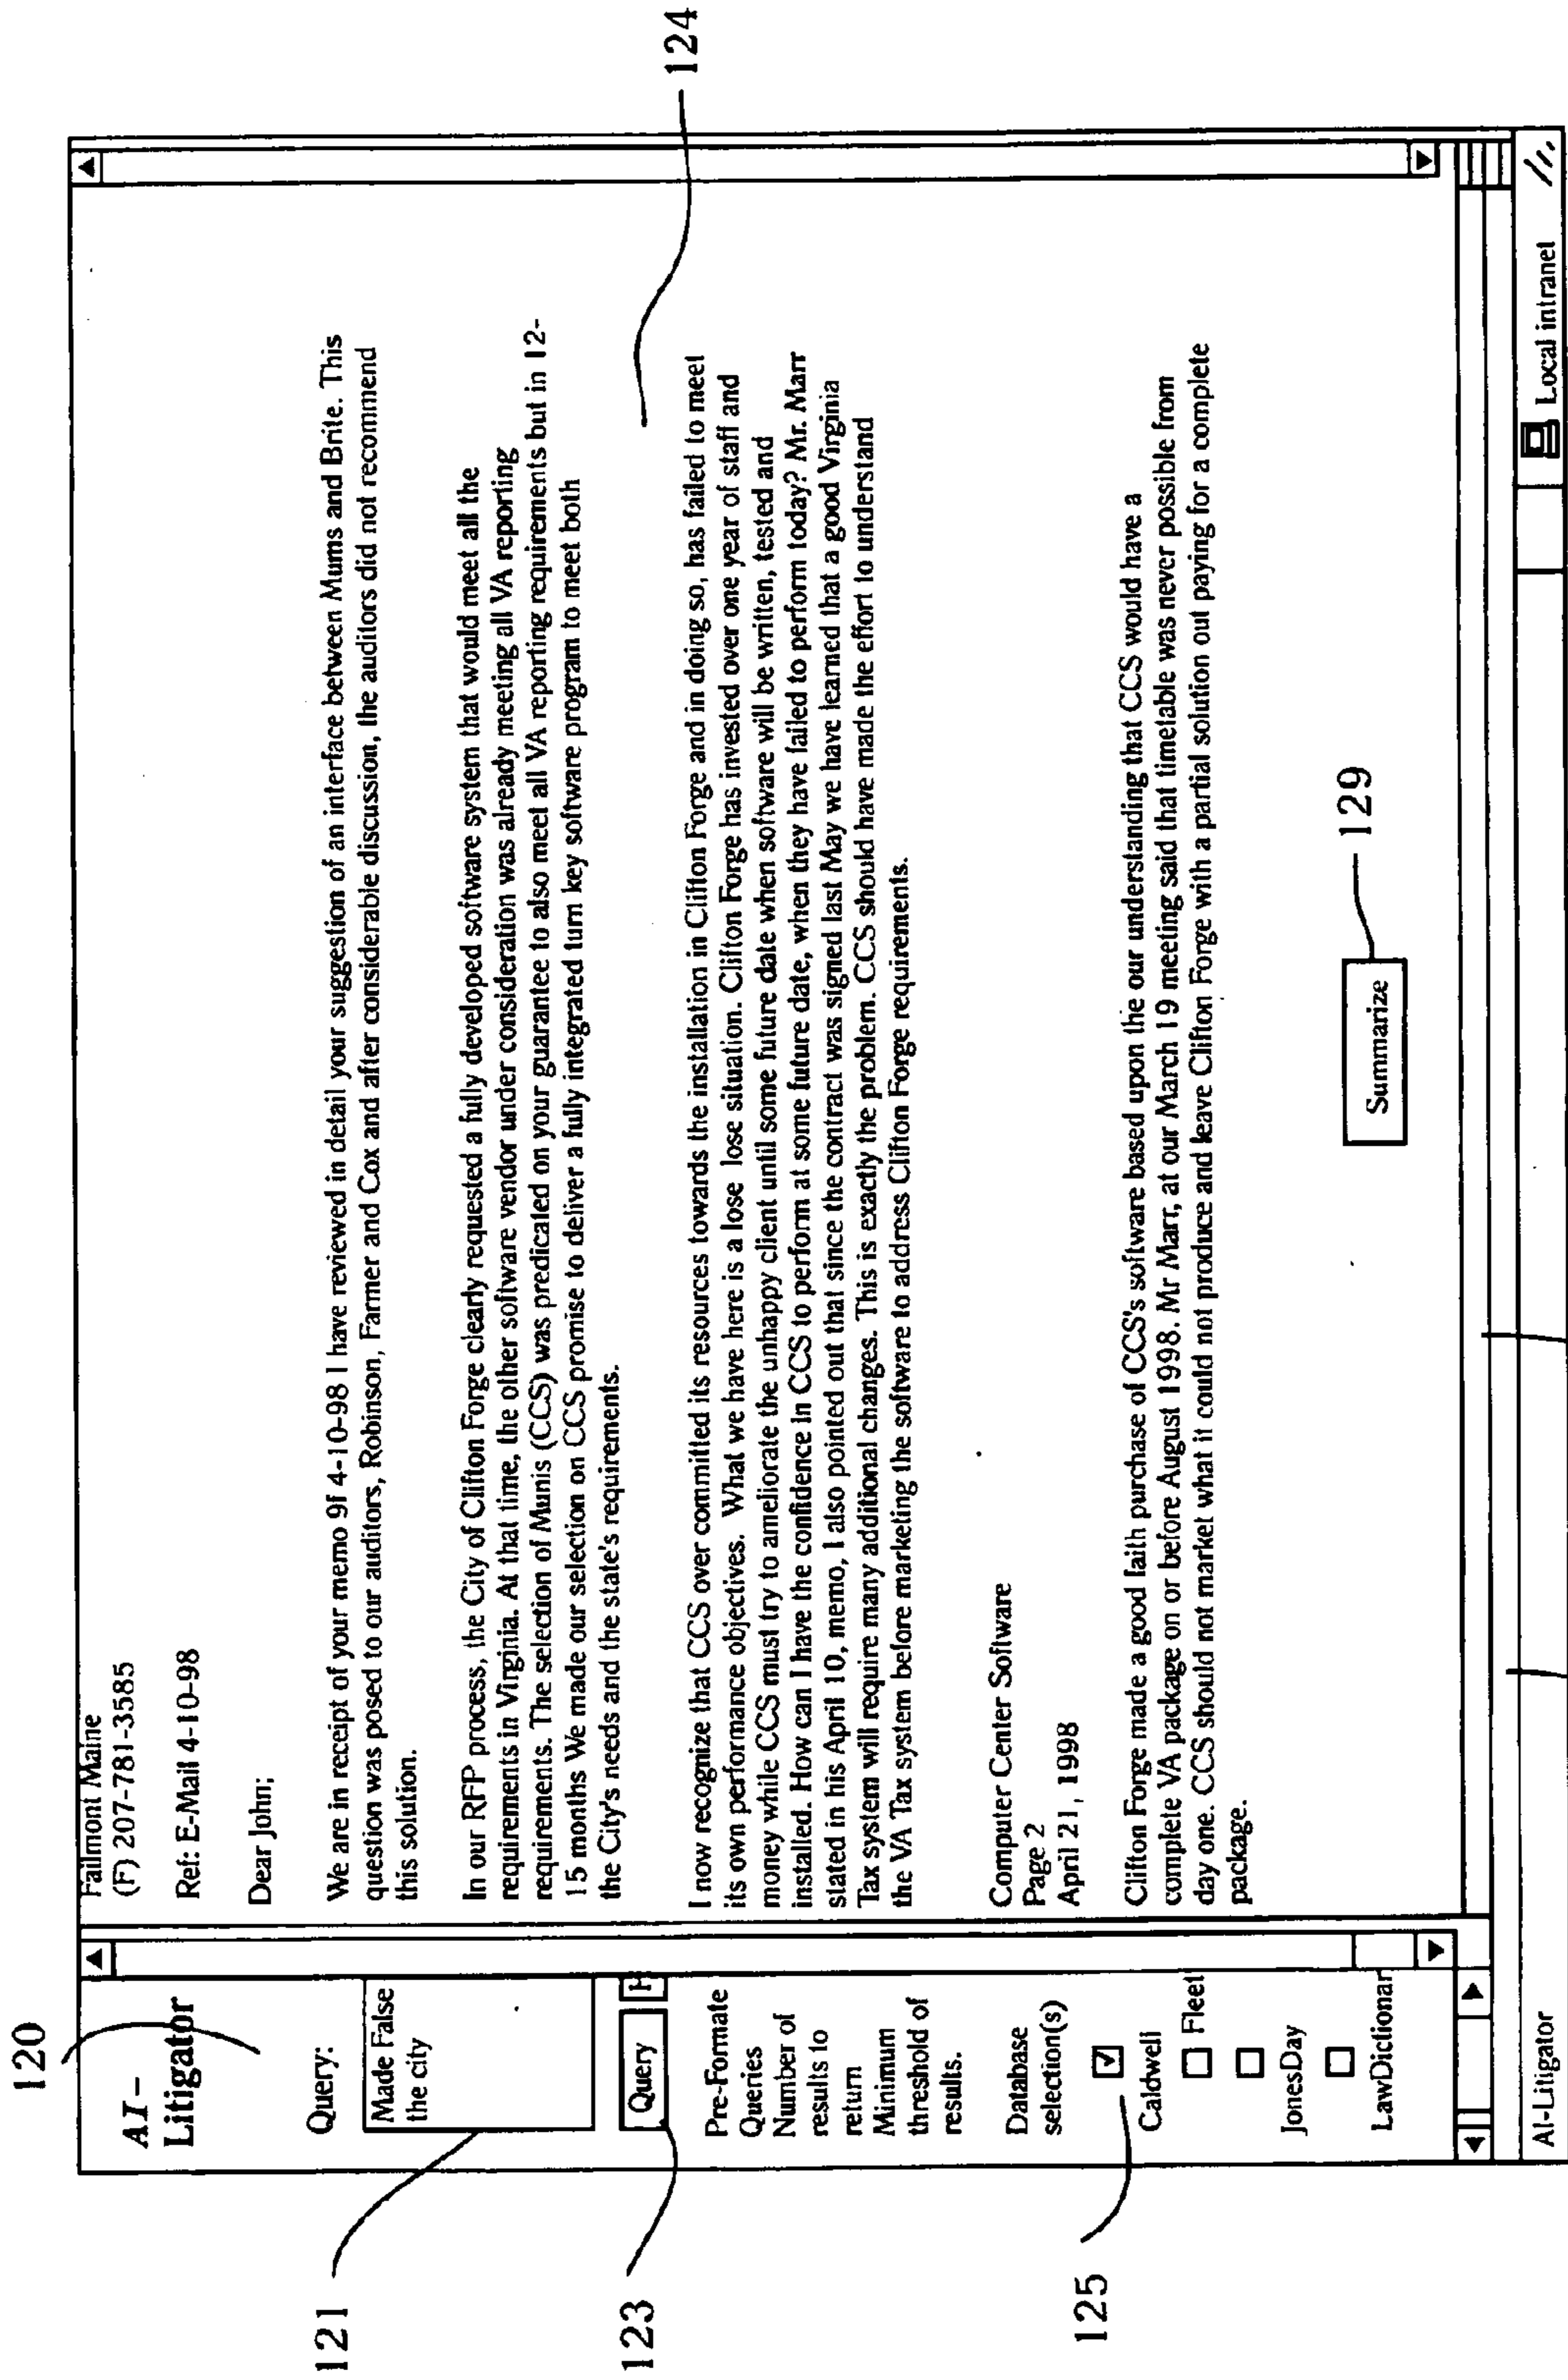 120
AI-
Litigator
Query:
Made False
the city
121
Query
H
123
Pre-Formate
Queries
Number of
results to
return
Minimum
threshold of
results.
Database
selection(s)
125
Caldwell
Fleet
JonesDay
LawDictionar
Failmont Maine
(F) 207-781-3585
Ref: E-Mail 4-10-98
Dear John;
We are in receipt of your memo 9f 4-10-98 I have reviewed in detail your suggestion of an interface between Mums and Brite. This
question was posed to our auditors, Robinson, Farmer and Cox and after considerable discussion, the auditors did not recommend
this solution.
In our RFP process, the City of Clifton Forge clearly requested a fully developed software system that would meet all the
requirements in Virginia. At that time, the other software vendor under consideration was already meeting all VA reporting
requirements. The selection of Munis (CCS) was predicated on your guarantee to also meet all VA reporting requirements but in 12-
15 months We made our selection on CCS promise to deliver a fully integrated turn key software program to meet both
the City's needs and the state's requirements.
124
I now recognize that CCS over committed its resources towards the installation in Clifton Forge and in doing so, has failed to meet
its own performance objectives. What we have here is a lose lose situation. Clifton Forge has invested over one year of staff and
money while CCS must try to ameliorate the unhappy client until some future date when software will be written, tested and
installed. How can I have the confidence in CCS to perform at some future date, when they have failed to perform today? Mr. Marr
stated in his April 10, memo, I also pointed out that since the contract was signed last May we have learned that a good Virginia
Tax system will require many additional changes. This is exactly the problem. CCS should have made the effort to understand
the VA Tax system before marketing the software to address Clifton Forge requirements.
Computer Center Software
Page 2
April 21, 1998
Clifton Forge made a good faith purchase of CCS's software based upon the our understanding that CCS would have a
complete VA package on or before August 1998. Mr Marr, at our March 19 meeting said that timetable was never possible from
day one. CCS should not market what it could not produce and leave Clifton Forge with a partial solution out paying for a complete
package.
Summarize
129
AI-Litigator
Local intranet